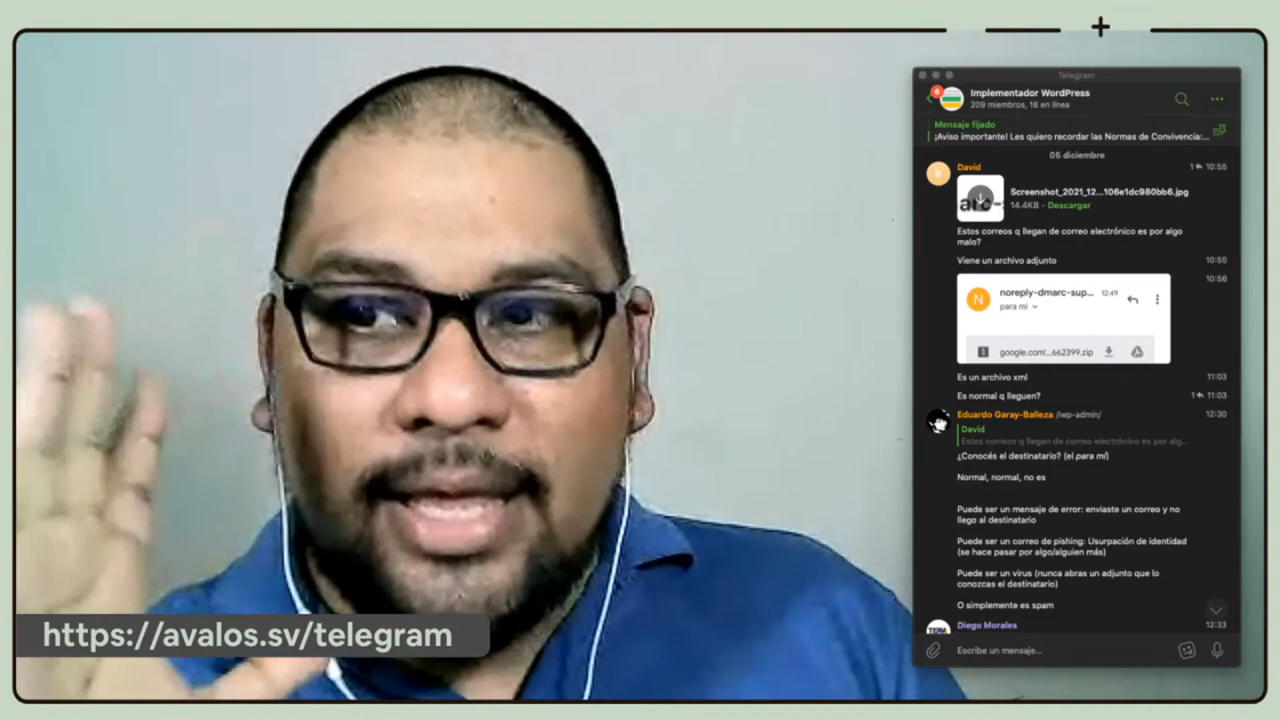 https://avalos.sv/telegram
Telegram
6
Implementador WordPress
209 miembros, 16 en línea
Mensaje fijado
¡Aviso importante! Les quiero recordar las Normas de Convivencia:...
05 diciembre
David
1 10:55
Screenshot_2021_12...106e1dc980bb6.jpg
14.4KB - Descargar
Estos correos q llegan de correo electrónico es por algo
malo?
Viene un archivo adjunto
10:55
10:56
N
noreply-dmarc-sup...
12:49
para mi
google.com!...662399.zip
Es un archivo xml
11:03
Es normal q lleguen?
1 11:03
Eduardo Garay-Balleza /wp-admin/
12:30
David
Estos correos q llegan de correo electrónico es por alg...
¿Conocés el destinatario? (el para mí)
Normal, normal, no es
Puede ser un mensaje de error: enviaste un correo y no
llego al destinatario
Puede ser un correo de pishing: Usurpación de identidad
(se hace pasar por algo/alguien más)
Puede ser un virus (nunca abras un adjunto que lo
conozcas el destinatario)
O simplemente es spam
Diego Morales
12:33
Escribe un mensaje...